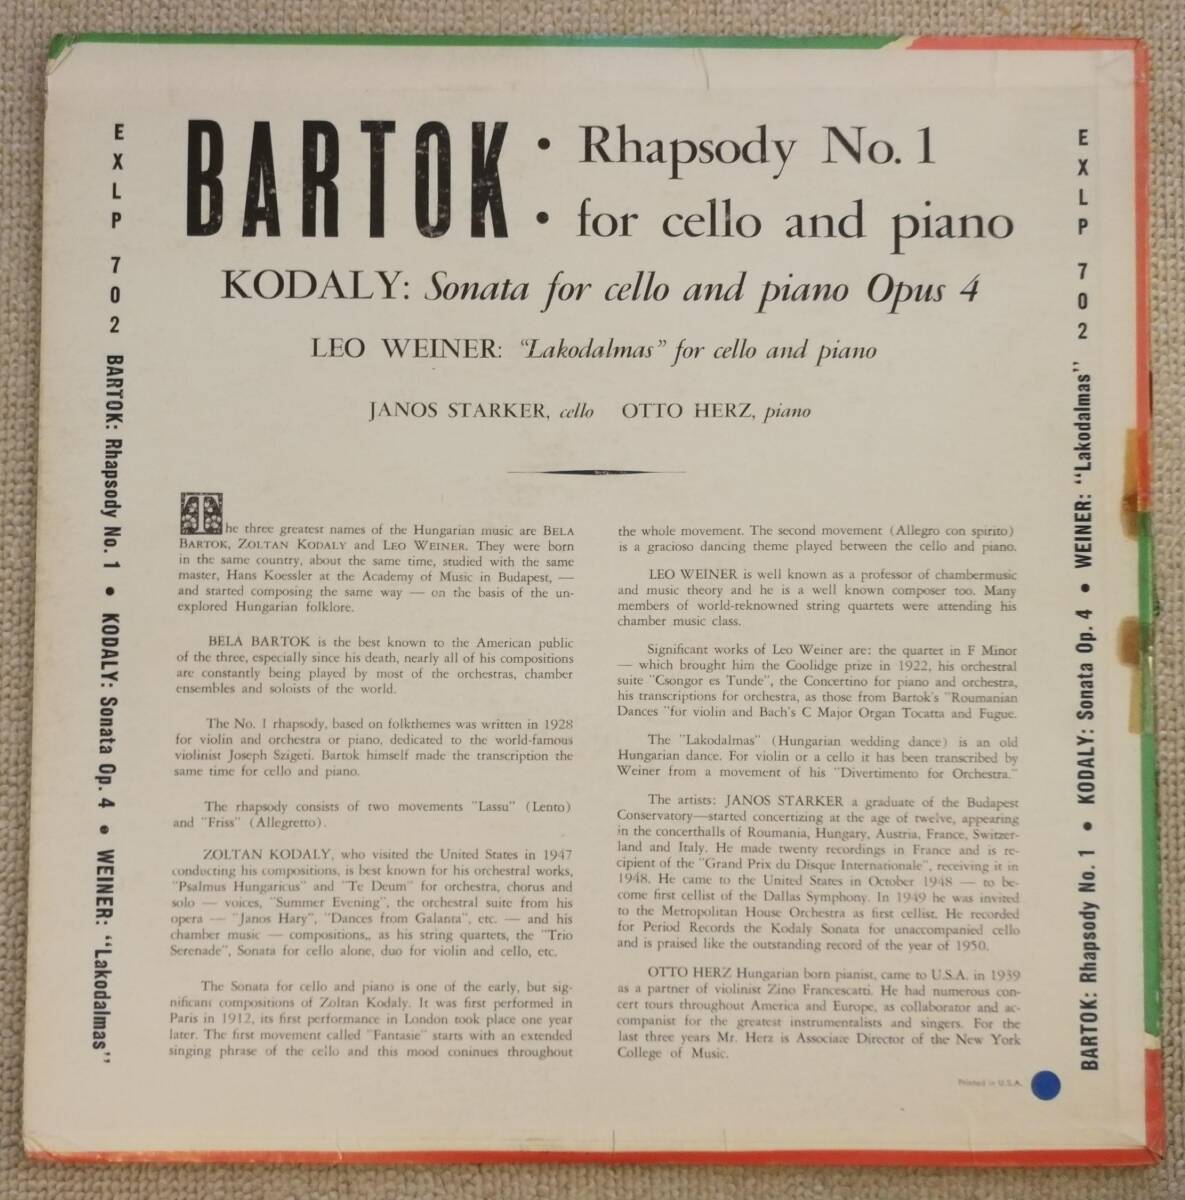 BARTOK: Rhapsody No. 1
for cello and piano
KODALY: Sonata for cello and piano Opus 4
LEO WEINER: "Lakodalmas" for cello and piano
JANOS STARKER, cello OTTO HERZ, piano
The three greatest names of the Hungarian music are BELA
BARTOK, ZOLTAN KODALY and LEO WEINER. They were born
in the same country, about the same time, studied with the same
master, Hans Koessler at the Academy of Music in Budapest, —
and started composing the same way — on the basis of the un-
explored Hungarian folklore.
BELA BARTOK is the best known to the American public
of the three, especially since his death, nearly all of his compositions
are constantly being played by most of the orchestras, chamber
ensembles and soloists of the world.
The No. 1 rhapsody, based on folkthemes was written in 1928
for violin and orchestra or piano, dedicated to the world-famous
violinist Joseph Szigeti. Bartok himself made the transcription the
same time for cello and piano.
The rhapsody consists of two movements "Lassu" (Lento)
and "Friss" (Allegretto).
ZOLTAN KODALY, who visited the United States in 1947
conducting his compositions, is best known for his orchestral works,
"Psalmus Hungaricus" and "Te Deum" for orchestra, chorus and
solo — voices, "Summer Evening", the orchestral suite from his
opera — "Janos Hary", "Dances from Galanta", etc. — and his
chamber music — compositions,, as his string quartets, the "Trio
Serenade", Sonata for cello alone, duo for violin and cello, etc.
The Sonata for cello and piano is one of the early, but sig-
nificant compositions of Zoltan Kodaly. It was first performed in
Paris in 1912, its first performance in London took place one year
later. The first movement called "Fantasie" starts with an extended
singing phrase of the cello and this mood coninues throughout
the whole movement. The second movement (Allegro con spirito)
is a gracioso dancing theme played between the cello and piano.
LEO WEINER is well known as a professor of chambermusic
and music theory and he is a well known composer too. Many
members of world-reknowned string quartets were attending his
chamber music class.
Significant works of Leo Weiner are: the quartet in F Minor
— which brought him the Coolidge prize in 1922, his orchestral
suite "Csongor es Tunde", the Concertino for piano and orchestra,
his transcriptions for orchestra, as those from Bartok's "Roumanian
Dances "for violin and Bach's C Major Organ Tocatta and Fugue.
The "Lakodalmas" (Hungarian wedding dance) is an old
Hungarian dance. For violin or a cello it has been transcribed by
Weiner from a movement of his "Divertimento for Orchestra."
The artists: JANOS STARKER a graduate of the Budapest
Conservatory—started concertizing at the age of twelve, appearing
in the concerthalls of Roumania, Hungary, Austria, France, Switzer-
land and Italy. He made twenty recordings in France and is re-
cipient of the "Grand Prix du Disque Internationale", receiving it in
1948. He came to the United States in October 1948 — to be-
come first cellist of the Dallas Symphony. In 1949 he was invited
to the Metropolitan House Orchestra as first cellist. He recorded
for Period Records the Kodaly Sonata for unaccompanied cello
and is praised like the outstanding record of the year of 1950.
OTTO HERZ Hungarian born pianist, came to U.S.A. in 1939
as a partner of violinist Zino Francescatti. He had numerous con-
cert tours throughout America and Europe, as collaborator and ac-
companist for the greatest instrumentalists and singers. For the
last three years Mr. Herz is Associate Director of the New York
College of Music.
Printed in U.S.A.
EXLP 702 BARTOK: Rhapsody No. 1 • KODALY: Sonata Op. 4 • WEINER: "Lakodalmas"
EXLP 702
BARTOK: Rhapsody No. 1 • KODALY: Sonata Op. 4 • WEINER: "Lakodalmas"